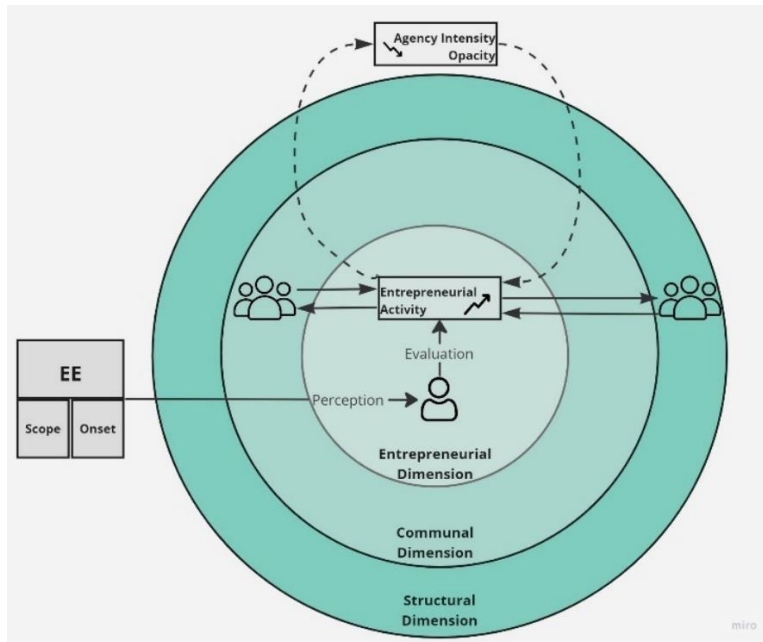 Agency Intensity
Opacity
Entrepreneurial
Activity
Evaluation
EE
Perception
Scope
Onset
Entrepreneurial
Dimension
Communal
Dimension
Structural
Dimension
miro